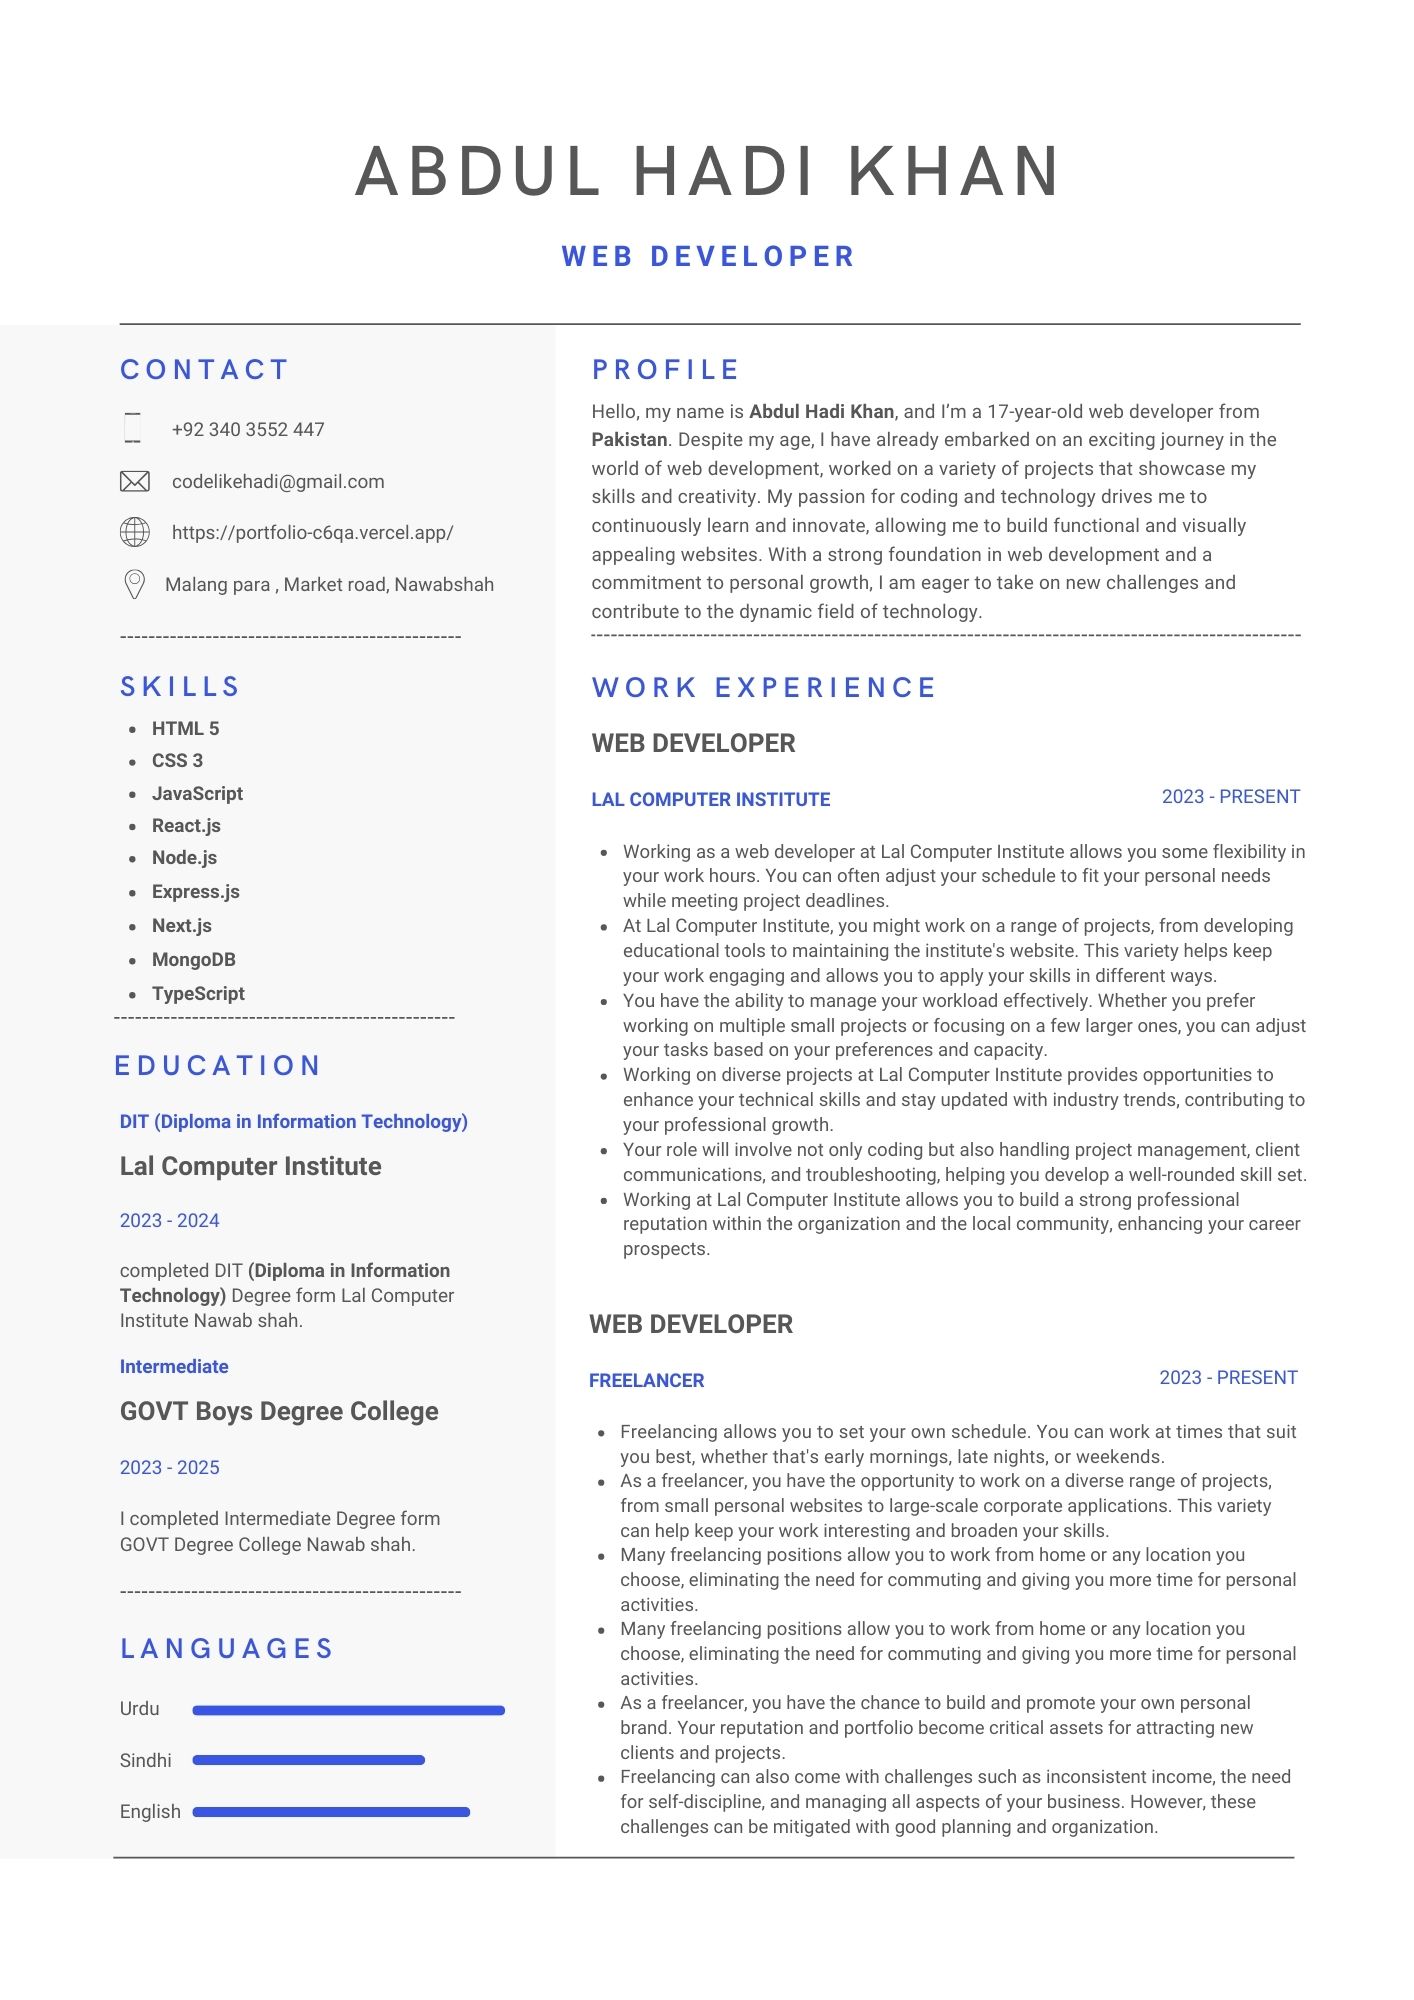 ABDUL HADI KHAN
WEB DEVELOPER
CONTACT
+92 340 3552 447
codelikehadi@gmail.com
https://portfolio-c6qa.vercel.app/
Malang para , Market road, Nawabshah
------------------------------------------------
SKILLS
• HTML 5
• CSS 3
• JavaScript
• React.js
• Node.js
• Express.js
• Next.js
• MongoDB
• TypeScript
------------------------------------------------
EDUCATION
DIT (Diploma in Information Technology)
Lal Computer Institute
2023 - 2024
completed DIT (Diploma in Information
Technology) Degree form Lal Computer
Institute Nawab shah.
Intermediate
GOVT Boys Degree College
2023 - 2025
I completed Intermediate Degree form
GOVT Degree College Nawab shah.
------------------------------------------------
LANGUAGES
Urdu
Sindhi
English
PROFILE
Hello, my name is Abdul Hadi Khan, and I’m a 17-year-old web developer from
Pakistan. Despite my age, I have already embarked on an exciting journey in the
world of web development, worked on a variety of projects that showcase my
skills and creativity. My passion for coding and technology drives me to
continuously learn and innovate, allowing me to build functional and visually
appealing websites. With a strong foundation in web development and a
commitment to personal growth, I am eager to take on new challenges and
contribute to the dynamic field of technology.
----------------------------------------------------------------------------------------------------
WORK EXPERIENCE
WEB DEVELOPER
LAL COMPUTER INSTITUTE 2023 - PRESENT
• Working as a web developer at Lal Computer Institute allows you some flexibility in
your work hours. You can often adjust your schedule to fit your personal needs
while meeting project deadlines.
• At Lal Computer Institute, you might work on a range of projects, from developing
educational tools to maintaining the institute's website. This variety helps keep
your work engaging and allows you to apply your skills in different ways.
• You have the ability to manage your workload effectively. Whether you prefer
working on multiple small projects or focusing on a few larger ones, you can adjust
your tasks based on your preferences and capacity.
• Working on diverse projects at Lal Computer Institute provides opportunities to
enhance your technical skills and stay updated with industry trends, contributing to
your professional growth.
• Your role will involve not only coding but also handling project management, client
communications, and troubleshooting, helping you develop a well-rounded skill set.
• Working at Lal Computer Institute allows you to build a strong professional
reputation within the organization and the local community, enhancing your career
prospects.
WEB DEVELOPER
FREELANCER 2023 - PRESENT
• Freelancing allows you to set your own schedule. You can work at times that suit
you best, whether that's early mornings, late nights, or weekends.
• As a freelancer, you have the opportunity to work on a diverse range of projects,
from small personal websites to large-scale corporate applications. This variety
can help keep your work interesting and broaden your skills.
• Many freelancing positions allow you to work from home or any location you
choose, eliminating the need for commuting and giving you more time for personal
activities.
• Many freelancing positions allow you to work from home or any location you
choose, eliminating the need for commuting and giving you more time for personal
activities.
• As a freelancer, you have the chance to build and promote your own personal
brand. Your reputation and portfolio become critical assets for attracting new
clients and projects.
• Freelancing can also come with challenges such as inconsistent income, the need
for self-discipline, and managing all aspects of your business. However, these
challenges can be mitigated with good planning and organization.